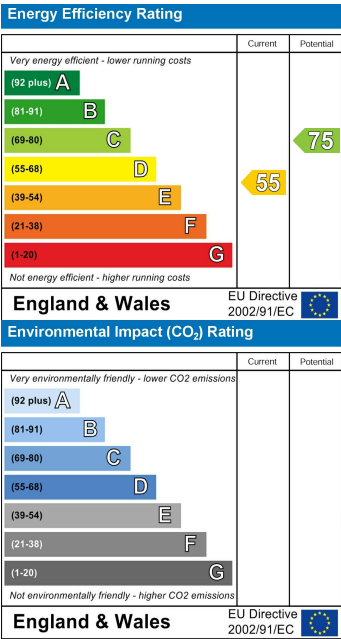 Energy Efficiency Rating
Current Potential
Very energy efficient - lower running costs
(92 plus) A
(81-91) B
(69-80) C
75
(55-68) D
55
(39-54) E
(21-38) F
(1-20) G
Not energy efficient - higher running costs
England & Wales
EU Directive
2002/91/EC
Environmental Impact (CO₂) Rating
Current Potential
Very environmentally friendly - lower CO2 emissions
(92 plus) A
(81-91) B
(69-80) C
(55-68) D
(39-54) E
(21-38) F
(1-20) G
Not environmentally friendly - higher CO2 emissions
England & Wales
EU Directive
2002/91/EC